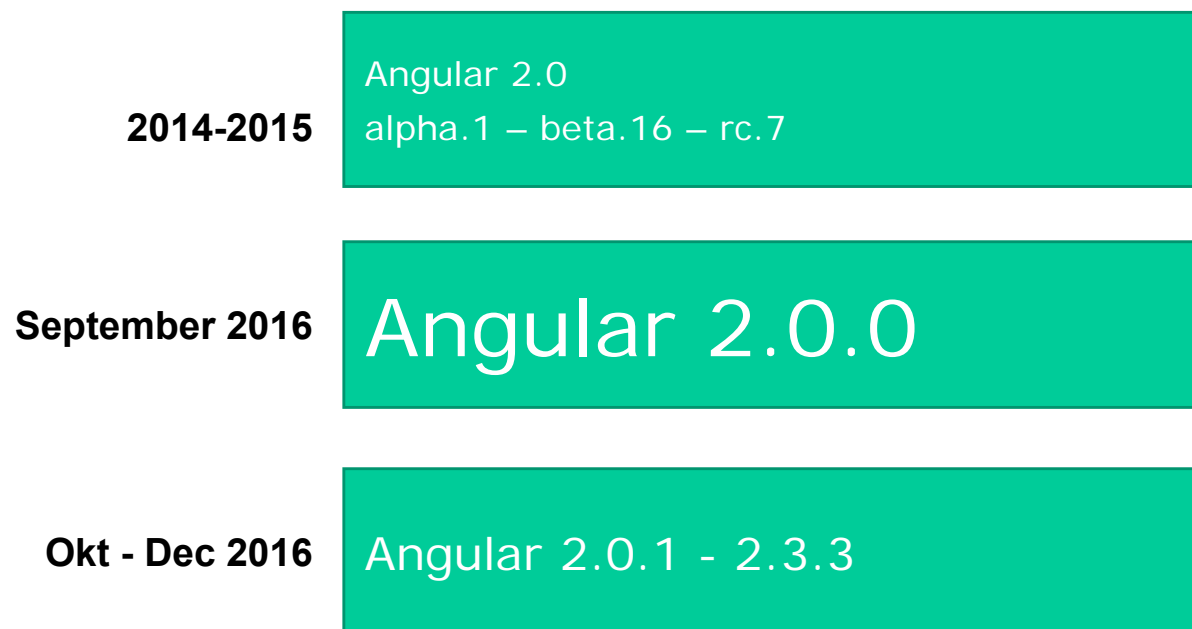 Angular 2.0
2014-2015
alpha.1 – beta.16 – rc.7
September 2016
Angular 2.0.0
Okt - Dec 2016
Angular 2.0.1 - 2.3.3